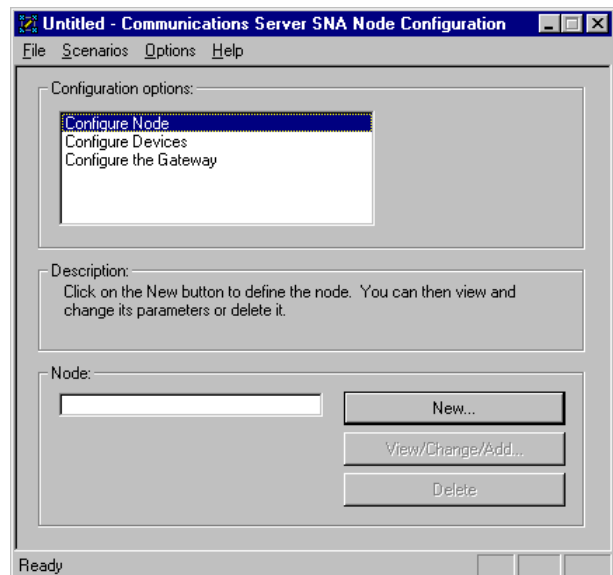 Untitled - Communications Server SNA Node Configuration
File Scenarios Options Help
Configuration options:
Configure Node
Configure Devices
Configure the Gateway
Description:
Click on the New button to define the node. You can then view and
change its parameters or delete it.
Node:
New...
View/Change/Add...
Delete
Ready